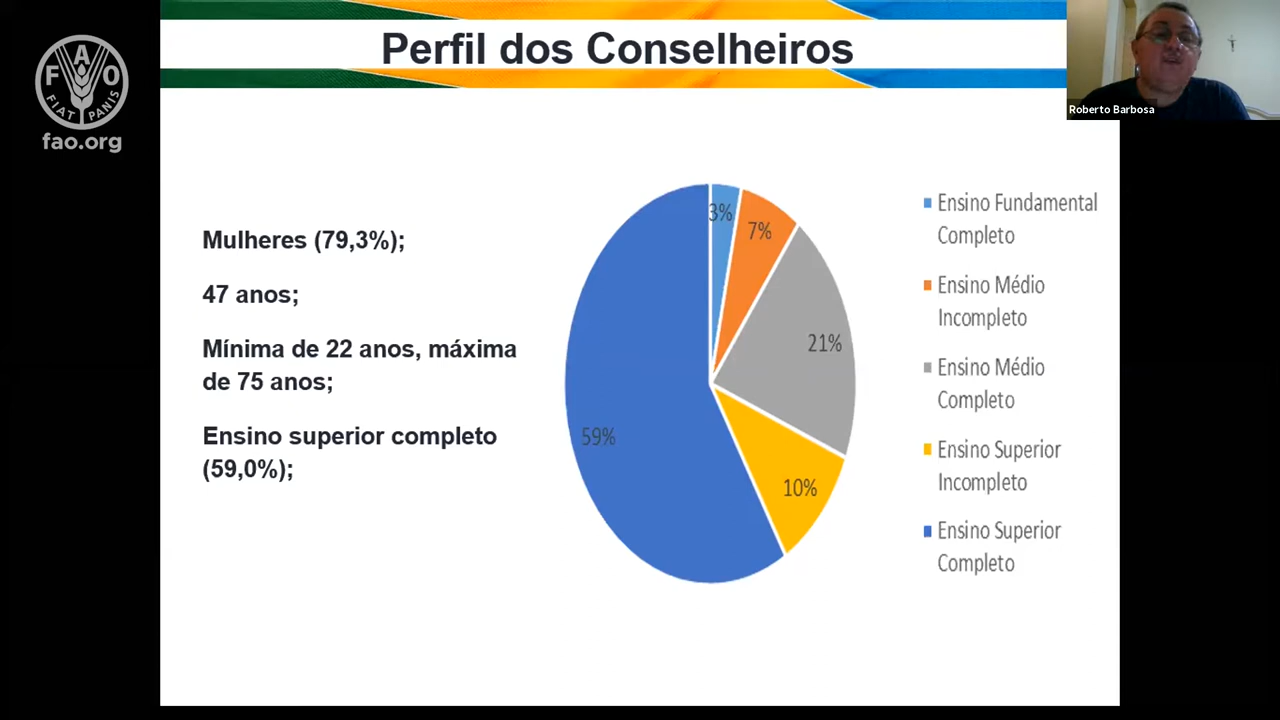 Perfil dos Conselheiros
F A O
FIAT PANIS
fao.org
Roberto Barbosa
Mulheres (79,3%);
47 anos;
Mínima de 22 anos, máxima
de 75 anos;
Ensino superior completo
(59,0%);
3%
7%
21%
10%
59%
Ensino Fundamental
Completo
Ensino Médio
Incompleto
Ensino Médio
Completo
Ensino Superior
Incompleto
Ensino Superior
Completo